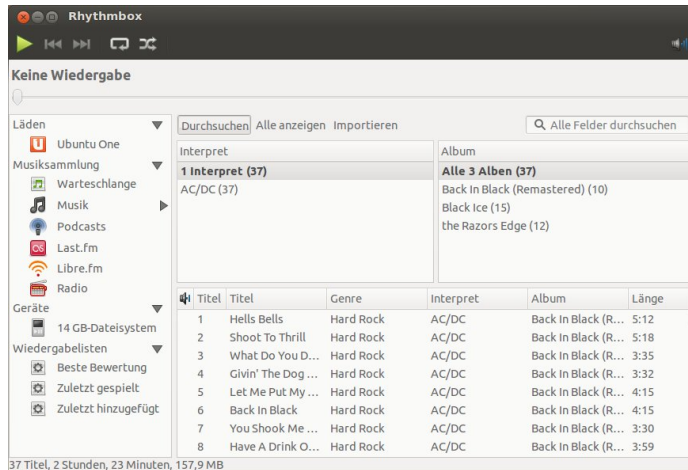 Rhythmbox
Keine Wiedergabe
Läden
Ubuntu One
Musiksammlung
Warteschlange
Musik
Podcasts
Last.fm
Libre.fm
Radio
Geräte
14 GB-Dateisystem
Wiedergabelisten
Beste Bewertung
Zuletzt gespielt
Zuletzt hinzugefügt
Durchsuchen Alle anzeigen Importieren
Alle Felder durchsuchen
Interpret
1 Interpret (37)
AC/DC (37)
Album
Alle 3 Alben (37)
Back In Black (Remastered) (10)
Black Ice (15)
the Razors Edge (12)
Titel Titel Genre Interpret Album Länge
1 Hells Bells Hard Rock AC/DC Back In Black (R... 5:12
2 Shoot To Thrill Hard Rock AC/DC Back In Black (R... 5:18
3 What Do You D... Hard Rock AC/DC Back In Black (R... 3:35
4 Givin' The Dog ... Hard Rock AC/DC Back In Black (R... 3:32
5 Let Me Put My ... Hard Rock AC/DC Back In Black (R... 4:15
6 Back In Black Hard Rock AC/DC Back In Black (R... 4:15
7 You Shook Me ... Hard Rock AC/DC Back In Black (R... 3:30
8 Have A Drink O... Hard Rock AC/DC Back In Black (R... 3:59
37 Titel, 2 Stunden, 23 Minuten, 157,9 MB